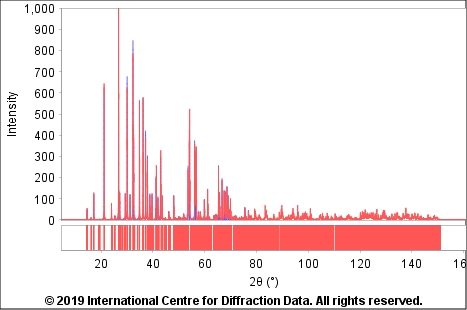 1,000
900
800
700
600
500
400
300
200
100
0
Intensity
20 40 60 80 100 120 140 16
2θ (°)
© 2019 International Centre for Diffraction Data. All rights reserved.